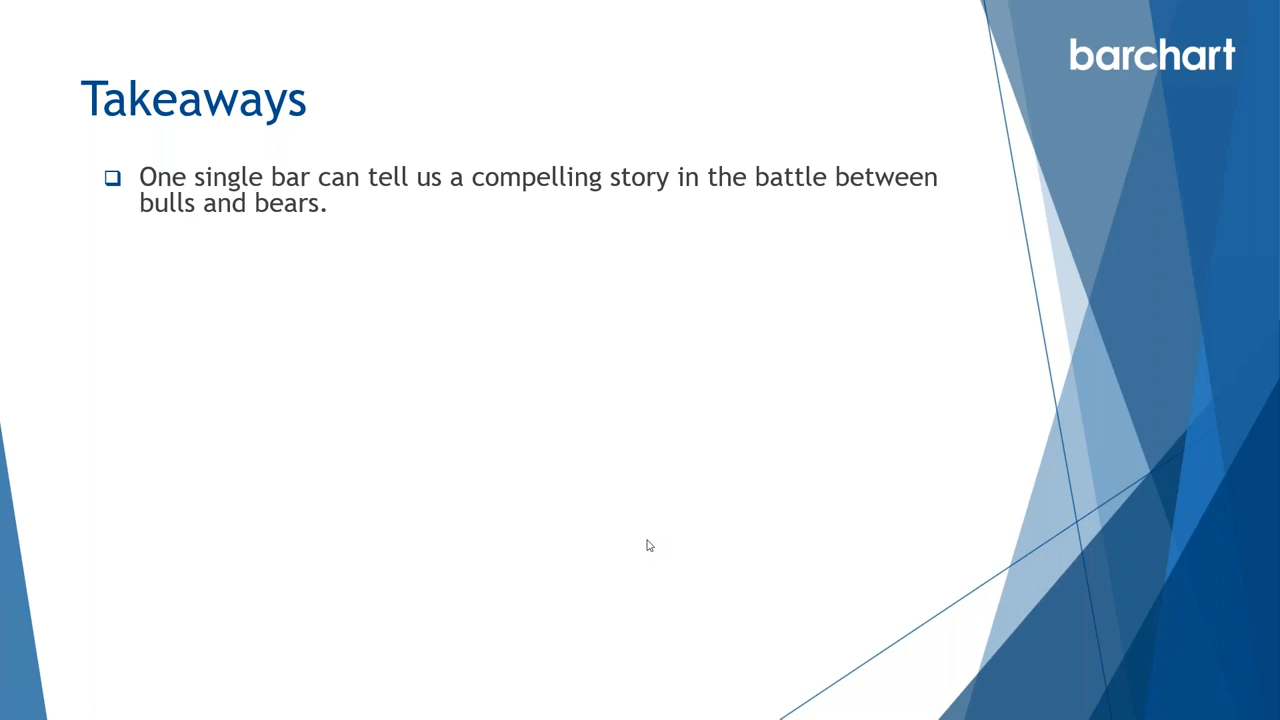 barchart
Takeaways
One single bar can tell us a compelling story in the battle between
bulls and bears.